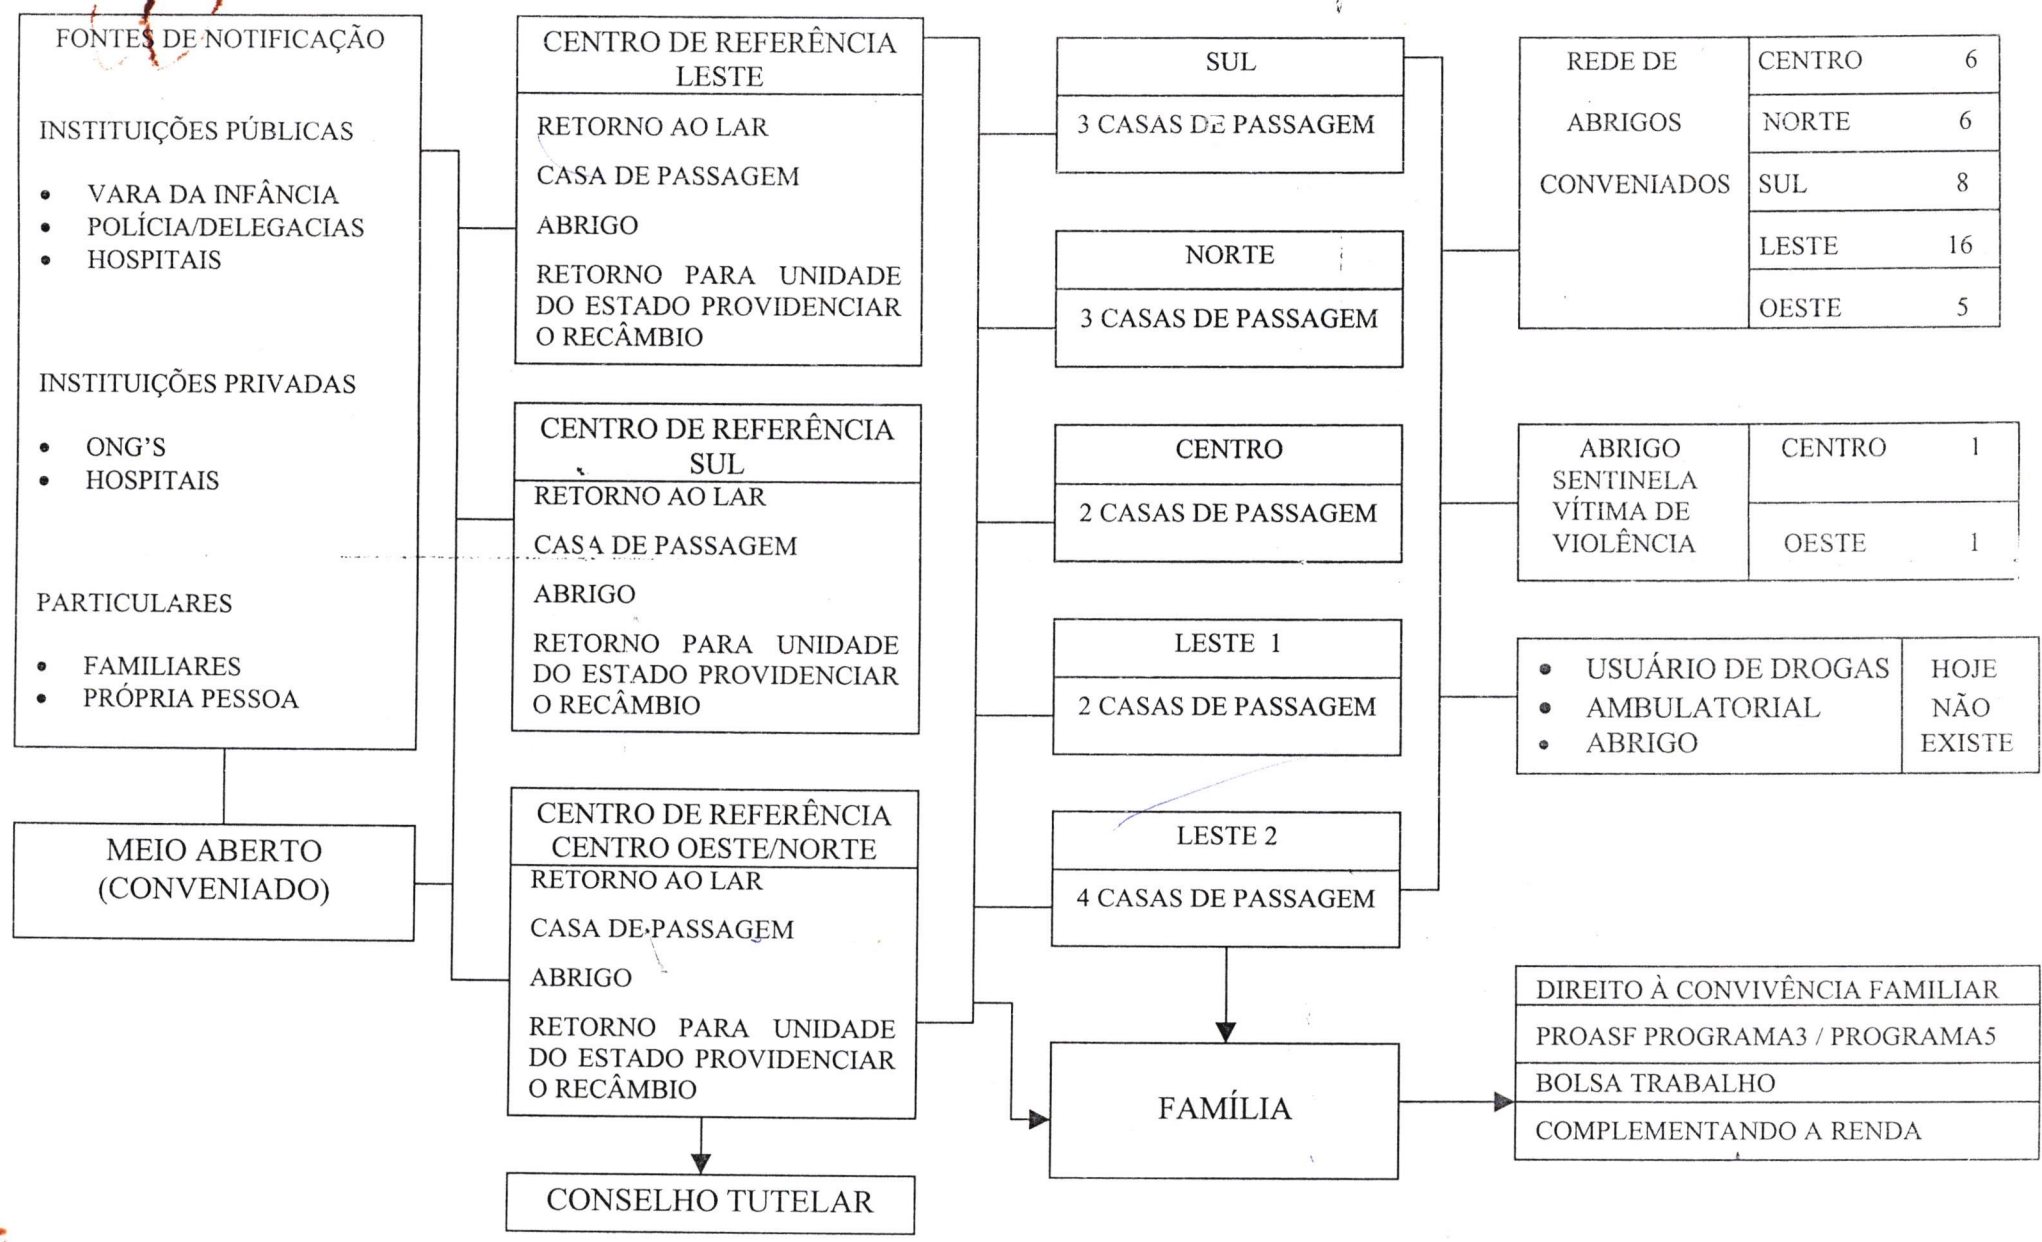 FONTES DE NOTIFICAÇÃO
INSTITUIÇÕES PÚBLICAS
• VARA DA INFÂNCIA
• POLÍCIA/DELEGACIAS
• HOSPITAIS
INSTITUIÇÕES PRIVADAS
• ONG'S
• HOSPITAIS
PARTICULARES
• FAMILIARES
• PRÓPRIA PESSOA
MEIO ABERTO
(CONVENIADO)
CENTRO DE REFERÊNCIA
LESTE
RETORNO AO LAR
CASA DE PASSAGEM
ABRIGO
RETORNO PARA UNIDADE
DO ESTADO PROVIDENCIAR
O RECÂMBIO
CENTRO DE REFERÊNCIA
SUL
RETORNO AO LAR
CASA DE PASSAGEM
ABRIGO
RETORNO PARA UNIDADE
DO ESTADO PROVIDENCIAR
O RECÂMBIO
CENTRO DE REFERÊNCIA
CENTRO OESTE/NORTE
RETORNO AO LAR
CASA DE PASSAGEM
ABRIGO
RETORNO PARA UNIDADE
DO ESTADO PROVIDENCIAR
O RECÂMBIO
CONSELHO TUTELAR
SUL
3 CASAS DE PASSAGEM
NORTE
3 CASAS DE PASSAGEM
CENTRO
2 CASAS DE PASSAGEM
LESTE 1
2 CASAS DE PASSAGEM
LESTE 2
4 CASAS DE PASSAGEM
FAMÍLIA
REDE DE
ABRIGOS
CONVENIADOS
CENTRO 6
NORTE 6
SUL 8
LESTE 16
OESTE 5
ABRIGO
SENTINELA
VÍTIMA DE
VIOLÊNCIA
CENTRO 1
OESTE 1
• USUÁRIO DE DROGAS
• AMBULATORIAL
• ABRIGO
HOJE
NÃO
EXISTE
DIREITO À CONVIVÊNCIA FAMILIAR
PROASF PROGRAMA3 / PROGRAMA5
BOLSA TRABALHO
COMPLEMENTANDO A RENDA